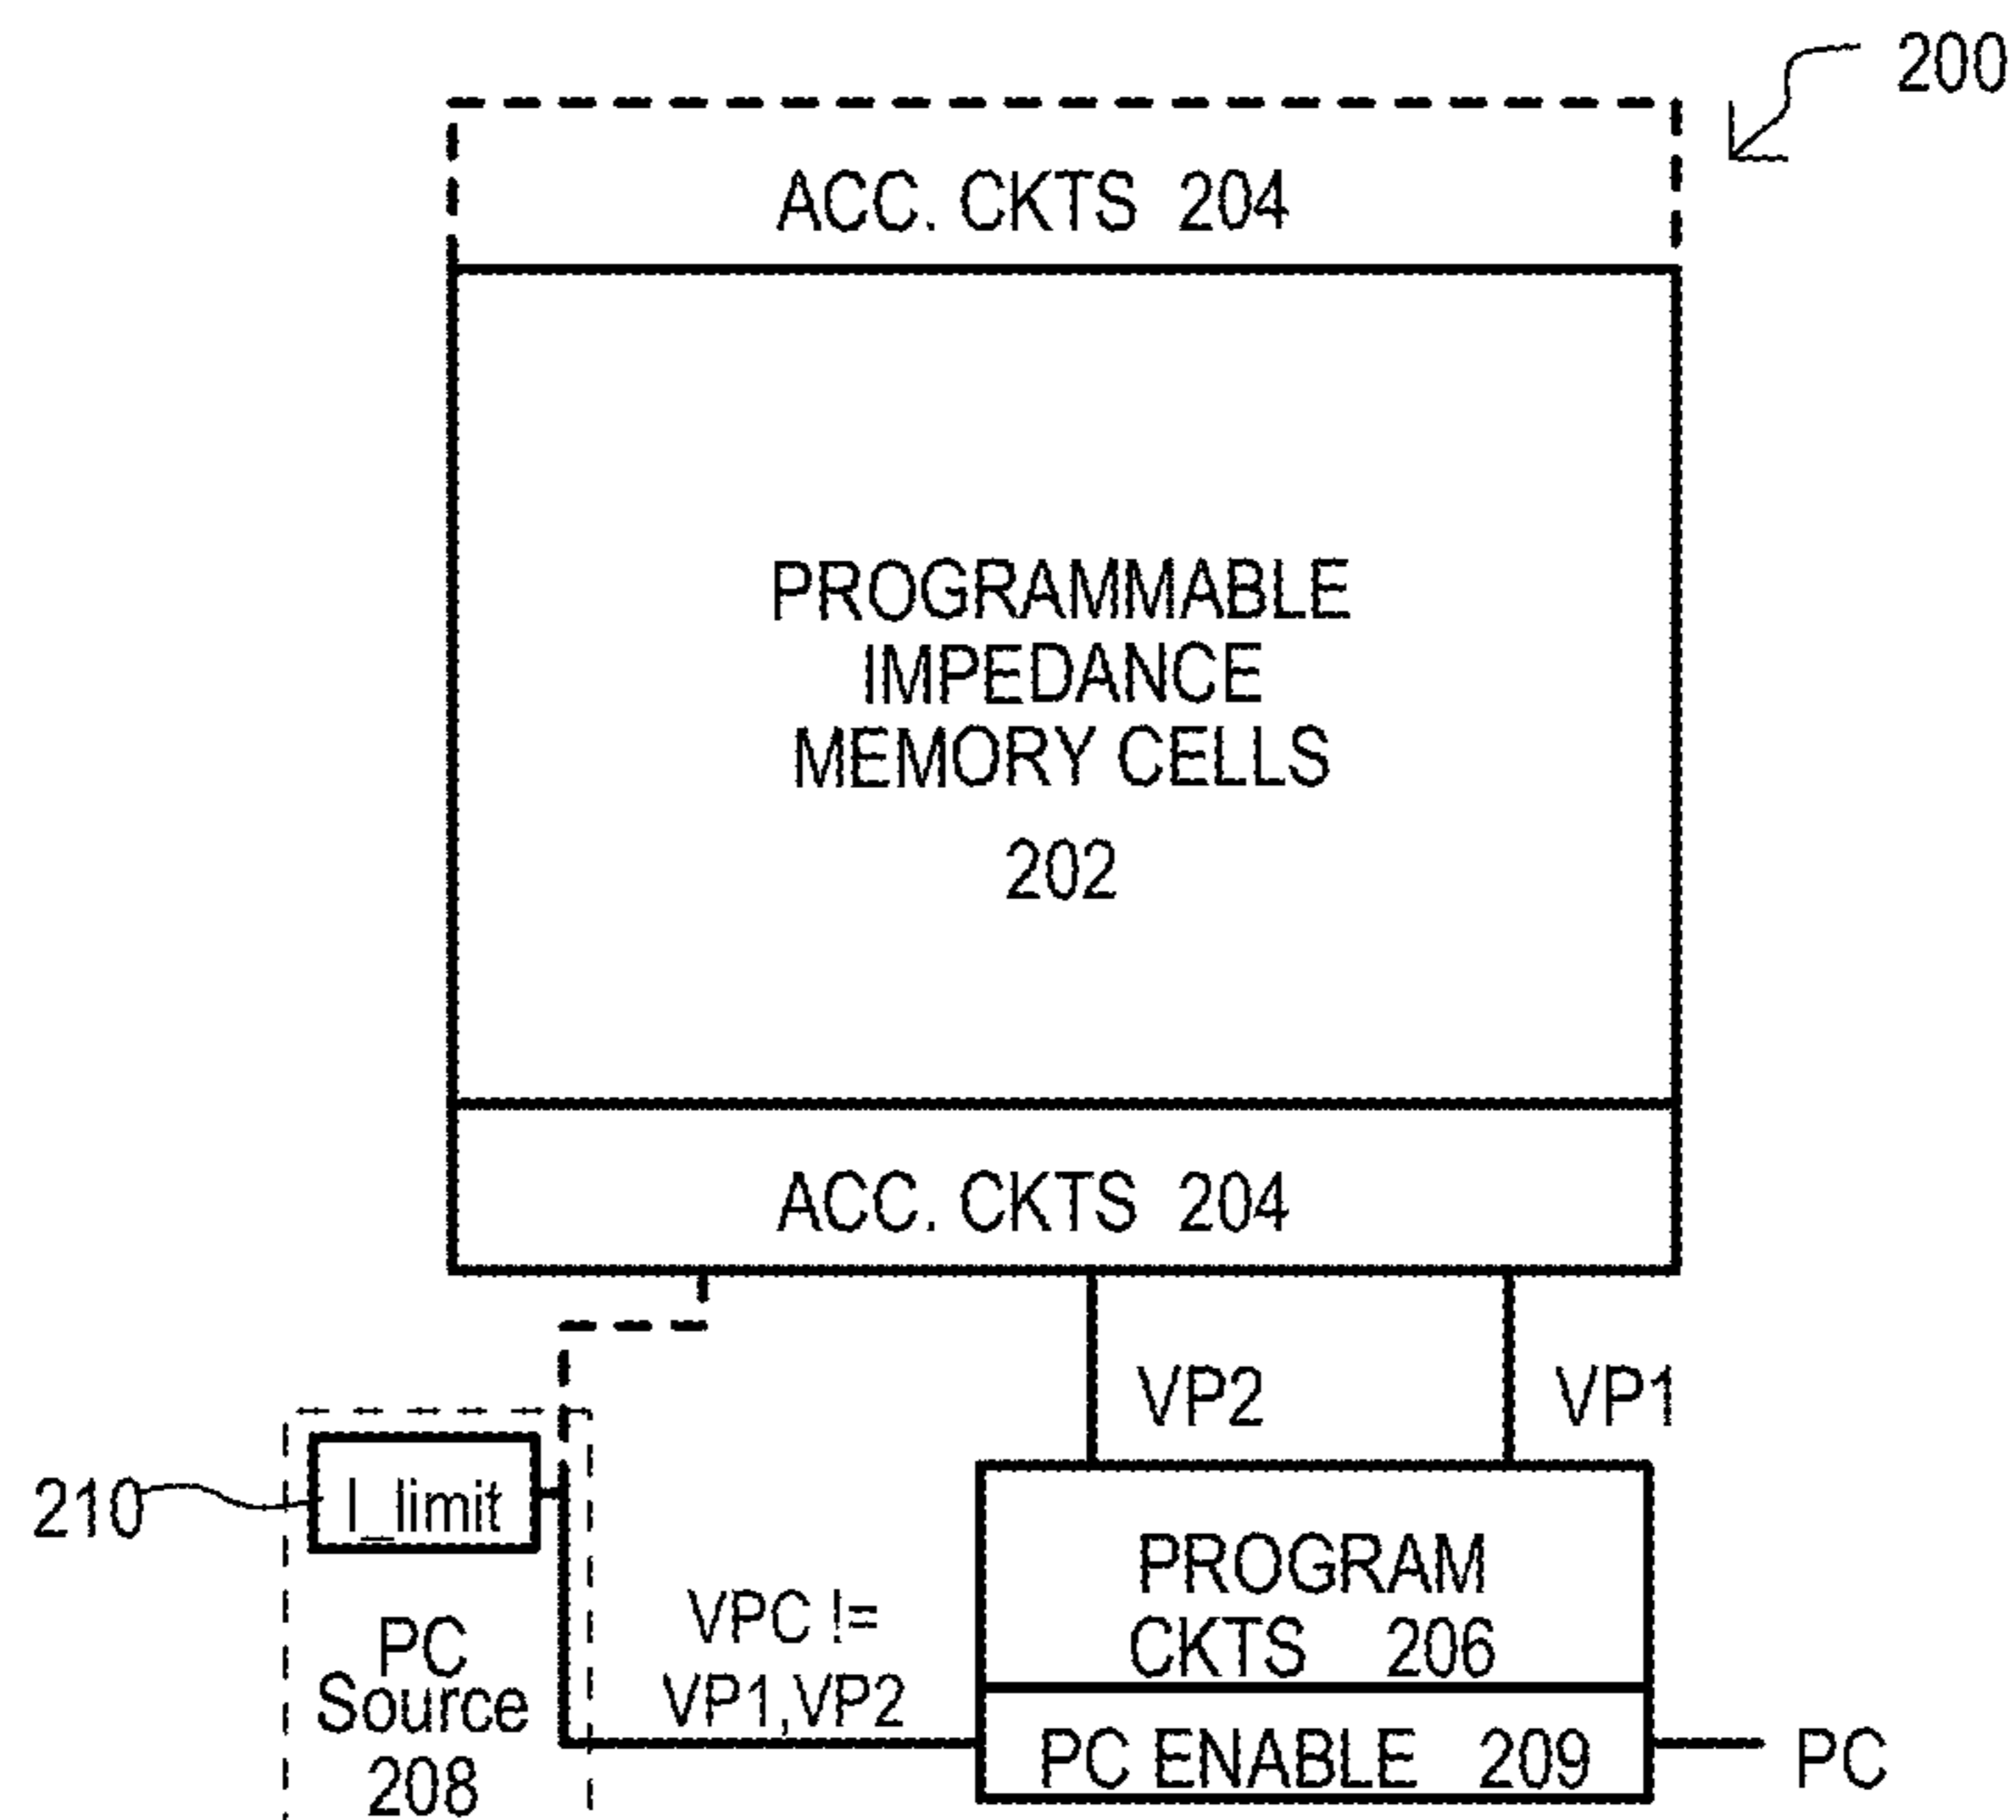 200
ACC. CKTS 204
PROGRAMMABLE
IMPEDANCE
MEMORY CELLS
202
ACC. CKTS 204
VP2
VP1
210
I_limit
PC
Source
208
VPC !=
VP1,VP2
PROGRAM
CKTS 206
PC ENABLE 209
PC